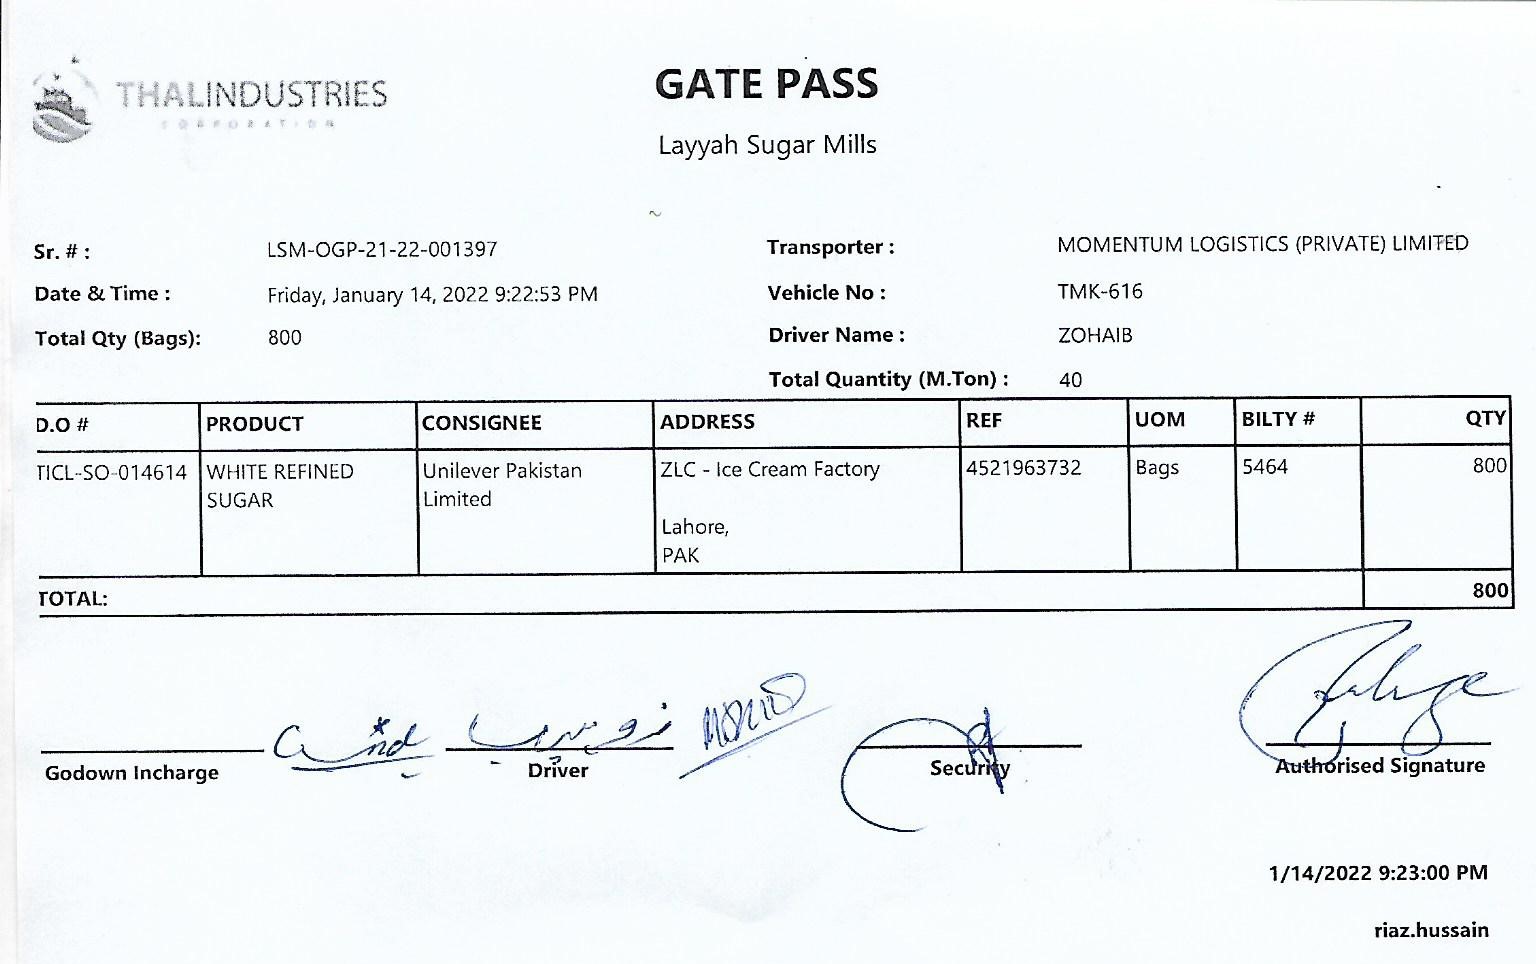 THALINDUSTRIES
CORPORATION
GATE PASS
Layyah Sugar Mills
Sr. # : LSM-OGP-21-22-001397
Date & Time : Friday, January 14, 2022 9:22:53 PM
Total Qty (Bags): 800
Transporter : MOMENTUM LOGISTICS (PRIVATE) LIMITED
Vehicle No : TMK-616
Driver Name : ZOHAIB
Total Quantity (M.Ton) : 40
D.O # PRODUCT CONSIGNEE ADDRESS REF UOM BILTY # QTY
TICL-SO-014614 WHITE REFINED Unilever Pakistan ZLC - Ice Cream Factory 4521963732 Bags 5464 800
SUGAR Limited
Lahore,
PAK
TOTAL: 800
Godown Incharge Driver Security Authorised Signature
1/14/2022 9:23:00 PM
riaz.hussain